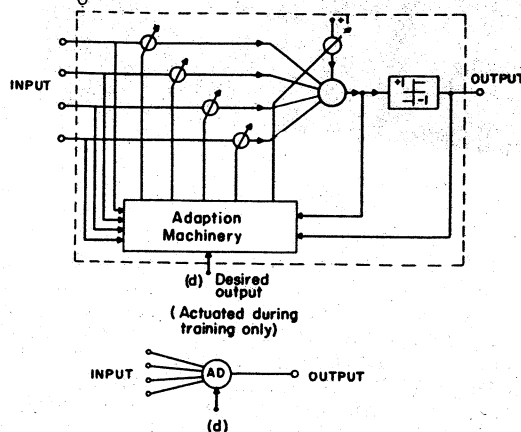 +1
INPUT
+1
-1
OUTPUT
Adaption
Machinery
(d) Desired
output
(Actuated during
training only)
INPUT
AD
OUTPUT
(d)